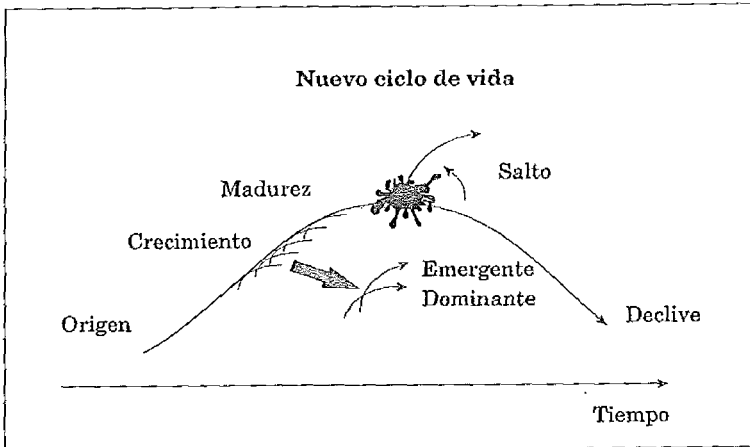 Nuevo ciclo de vida
Salto
Madurez
Crecimiento
Emergente
Dominante
Origen
Declive
Tiempo